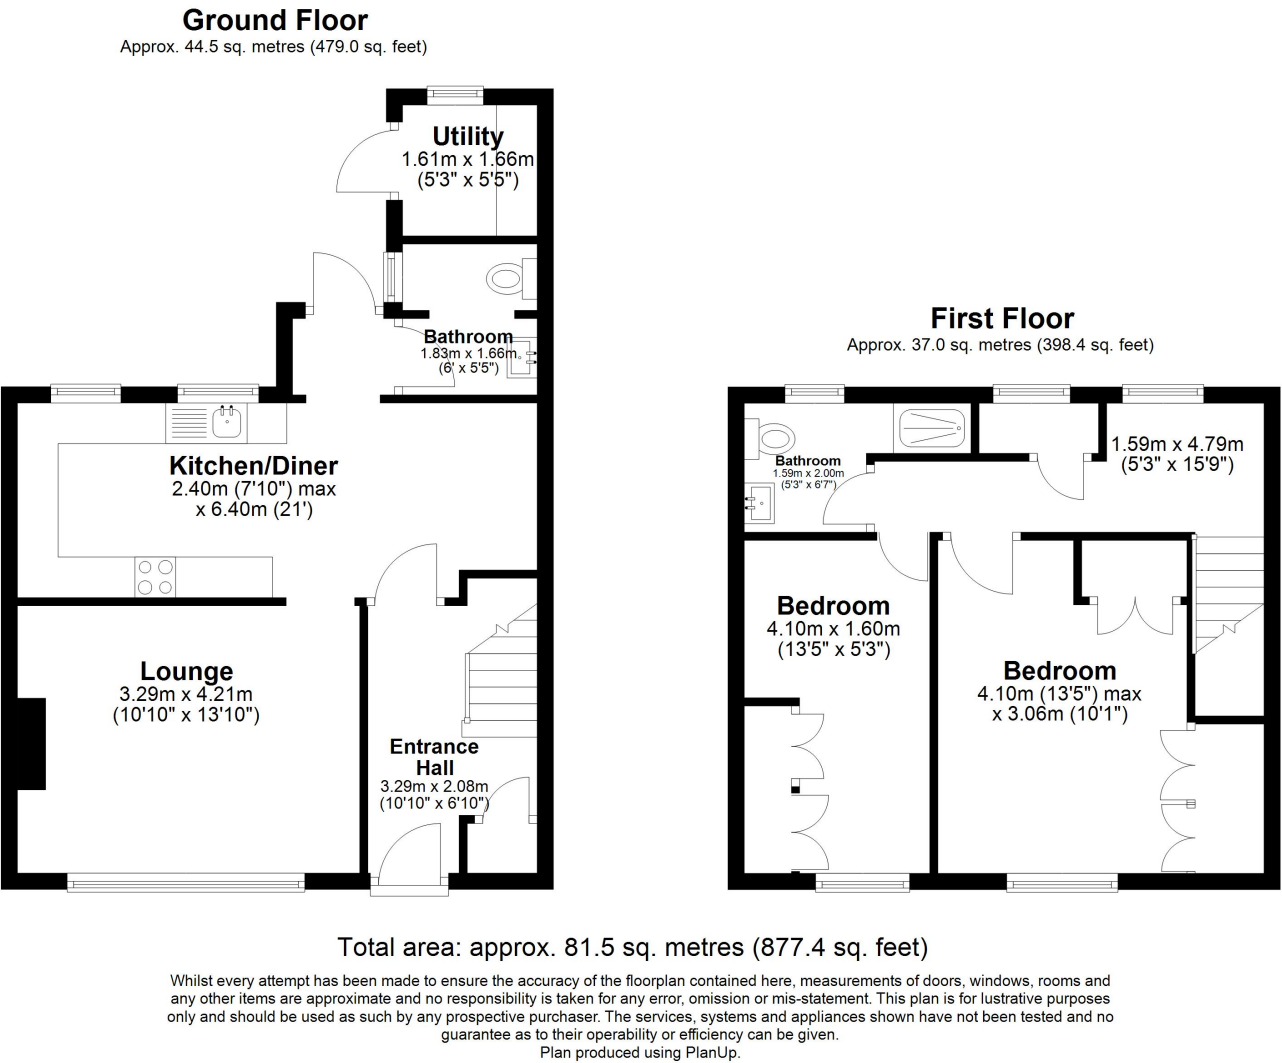 Ground Floor
Approx. 44.5 sq. metres (479.0 sq. feet)
Utility
1.61m x 1.66m
(5'3" x 5'5")
Bathroom
1.83m x 1.66m
(6' x 5'5")
Kitchen/Diner
2.40m (7'10") max
x 6.40m (21')
Lounge
3.29m x 4.21m
(10'10" x 13'10")
Entrance
Hall
3.29m x 2.08m
(10'10" x 6'10")
First Floor
Approx. 37.0 sq. metres (398.4 sq. feet)
Bathroom
1.59m x 2.00m
(5'3" x 6'7")
1.59m x 4.79m
(5'3" x 15'9")
Bedroom
4.10m x 1.60m
(13'5" x 5'3")
Bedroom
4.10m (13'5") max
x 3.06m (10'1")
Total area: approx. 81.5 sq. metres (877.4 sq. feet)
Whilst every attempt has been made to ensure the accuracy of the floorplan contained here, measurements of doors, windows, rooms and
any other items are approximate and no responsibility is taken for any error, omission or mis-statement. This plan is for lustrative purposes
only and should be used as such by any prospective purchaser. The services, systems and appliances shown have not been tested and no
guarantee as to their operability or efficiency can be given.
Plan produced using PlanUp.